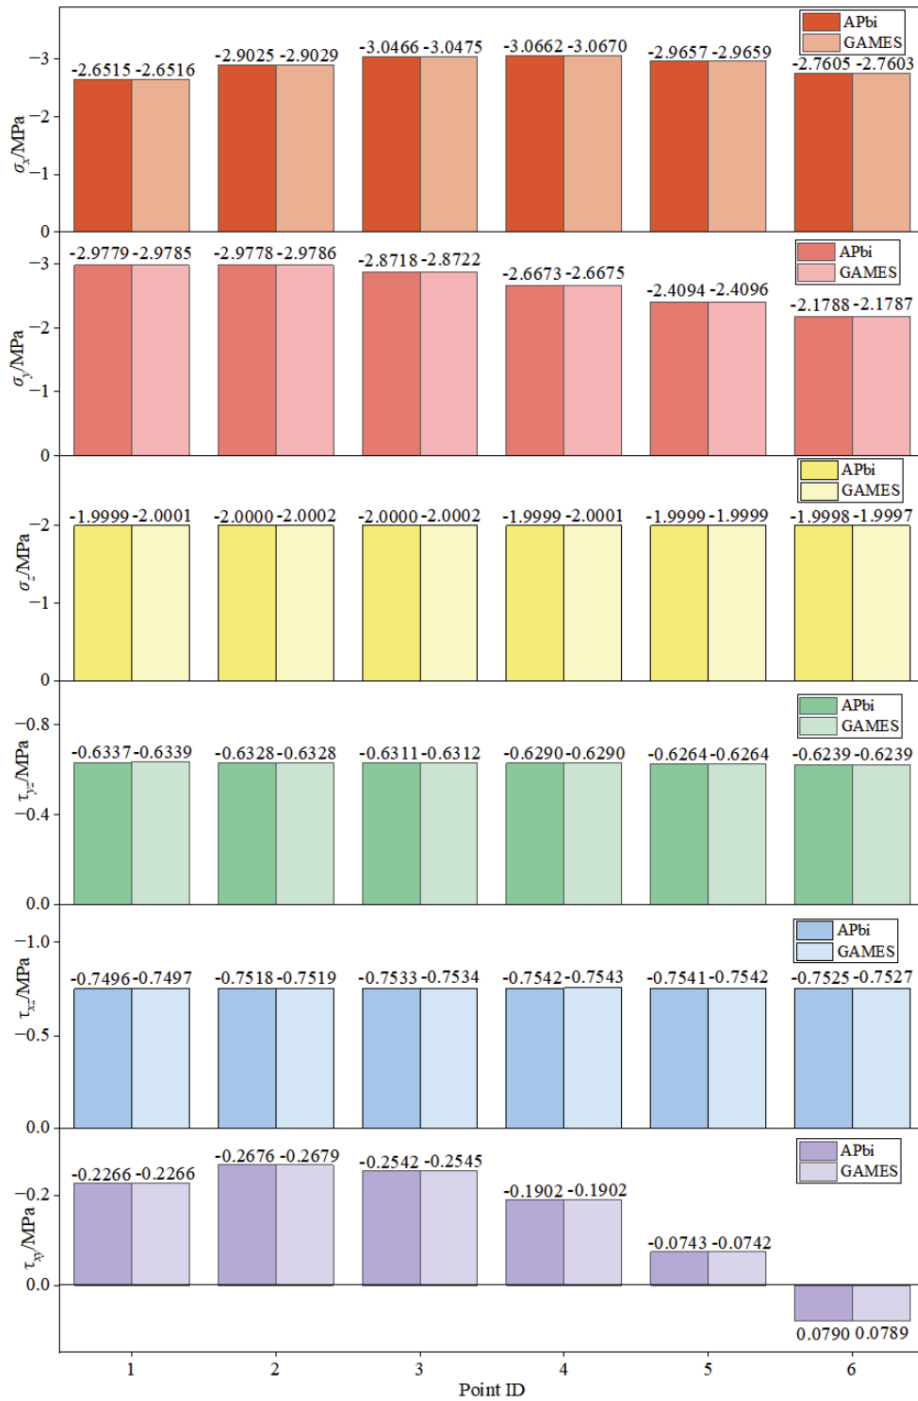 APbi
GAMES
-2.6515 -2.6516
-2.9025 -2.9029
-3.0466 -3.0475
-3.0662 -3.0670
-2.9657 -2.9659
-2.7605 -2.7603
−3
−2
−1
0
σx/MPa
APbi
GAMES
-2.9779 -2.9785
-2.9778 -2.9786
-2.8718 -2.8722
-2.6673 -2.6675
-2.4094 -2.4096
-2.1788 -2.1787
−3
−2
−1
0
σy/MPa
APbi
GAMES
-1.9999 -2.0001
-2.0000 -2.0002
-2.0000 -2.0002
-1.9999 -2.0001
-1.9999 -1.9999
-1.9998 -1.9997
−2
−1
0
σz/MPa
APbi
GAMES
-0.6337 -0.6339
-0.6328 -0.6328
-0.6311 -0.6312
-0.6290 -0.6290
-0.6264 -0.6264
-0.6239 -0.6239
−0.8
−0.4
0.0
τyz/MPa
APbi
GAMES
-0.7496 -0.7497
-0.7518 -0.7519
-0.7533 -0.7534
-0.7542 -0.7543
-0.7541 -0.7542
-0.7525 -0.7527
−1.0
−0.5
0.0
τxz/MPa
APbi
GAMES
-0.2266 -0.2266
-0.2676 -0.2679
-0.2542 -0.2545
-0.1902 -0.1902
-0.0743 -0.0742
0.0790 0.0789
−0.2
0.0
τxy/MPa
1 2 3 4 5 6
Point ID